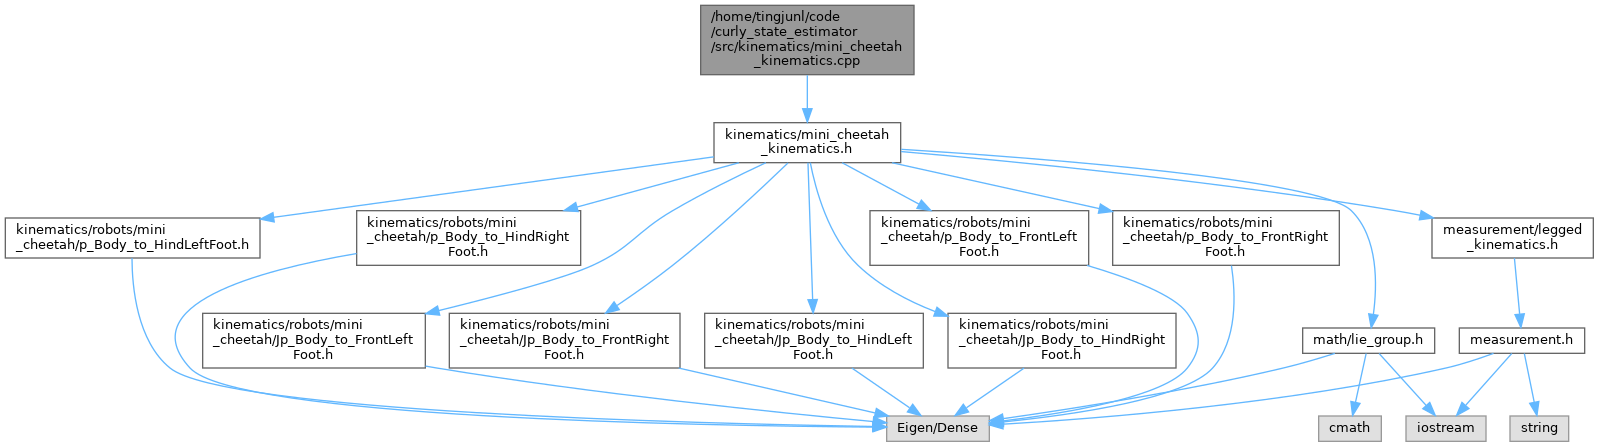 /home/tingjunl/code
/curly_state_estimator
/src/kinematics/mini_cheetah
_kinematics.cpp
kinematics/mini_cheetah
_kinematics.h
kinematics/robots/mini
_cheetah/p_Body_to_HindLeftFoot.h
kinematics/robots/mini
_cheetah/p_Body_to_HindRight
Foot.h
kinematics/robots/mini
_cheetah/p_Body_to_FrontLeft
Foot.h
kinematics/robots/mini
_cheetah/p_Body_to_FrontRight
Foot.h
measurement/legged
_kinematics.h
kinematics/robots/mini
_cheetah/Jp_Body_to_FrontLeft
Foot.h
kinematics/robots/mini
_cheetah/Jp_Body_to_FrontRight
Foot.h
kinematics/robots/mini
_cheetah/Jp_Body_to_HindLeft
Foot.h
kinematics/robots/mini
_cheetah/Jp_Body_to_HindRight
Foot.h
math/lie_group.h
measurement.h
Eigen/Dense
cmath
iostream
string